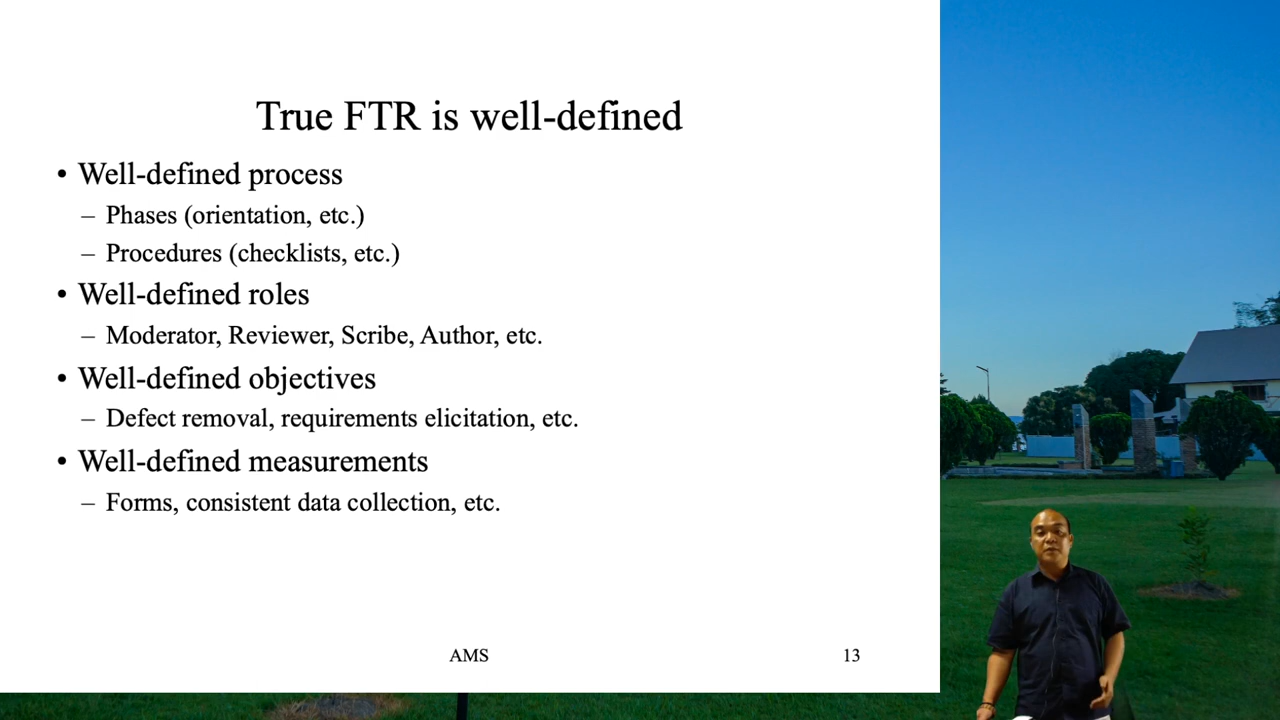 True FTR is well-defined
• Well-defined process
– Phases (orientation, etc.)
– Procedures (checklists, etc.)
• Well-defined roles
– Moderator, Reviewer, Scribe, Author, etc.
• Well-defined objectives
– Defect removal, requirements elicitation, etc.
• Well-defined measurements
– Forms, consistent data collection, etc.
AMS
13